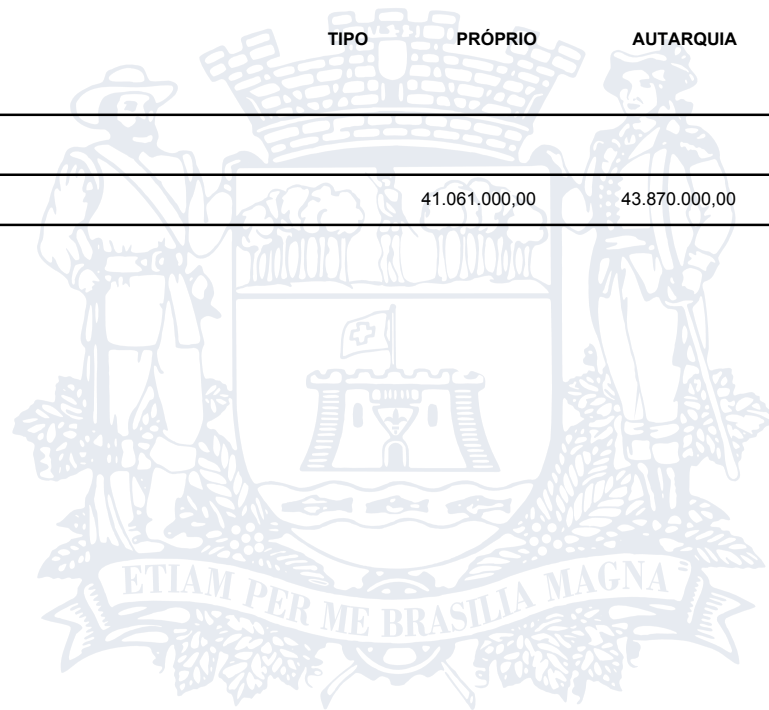 TIPO PRÓPRIO AUTARQUIA
41.061.000,00 43.870.000,00
ETIAM PER ME BRASILIA MAGNA